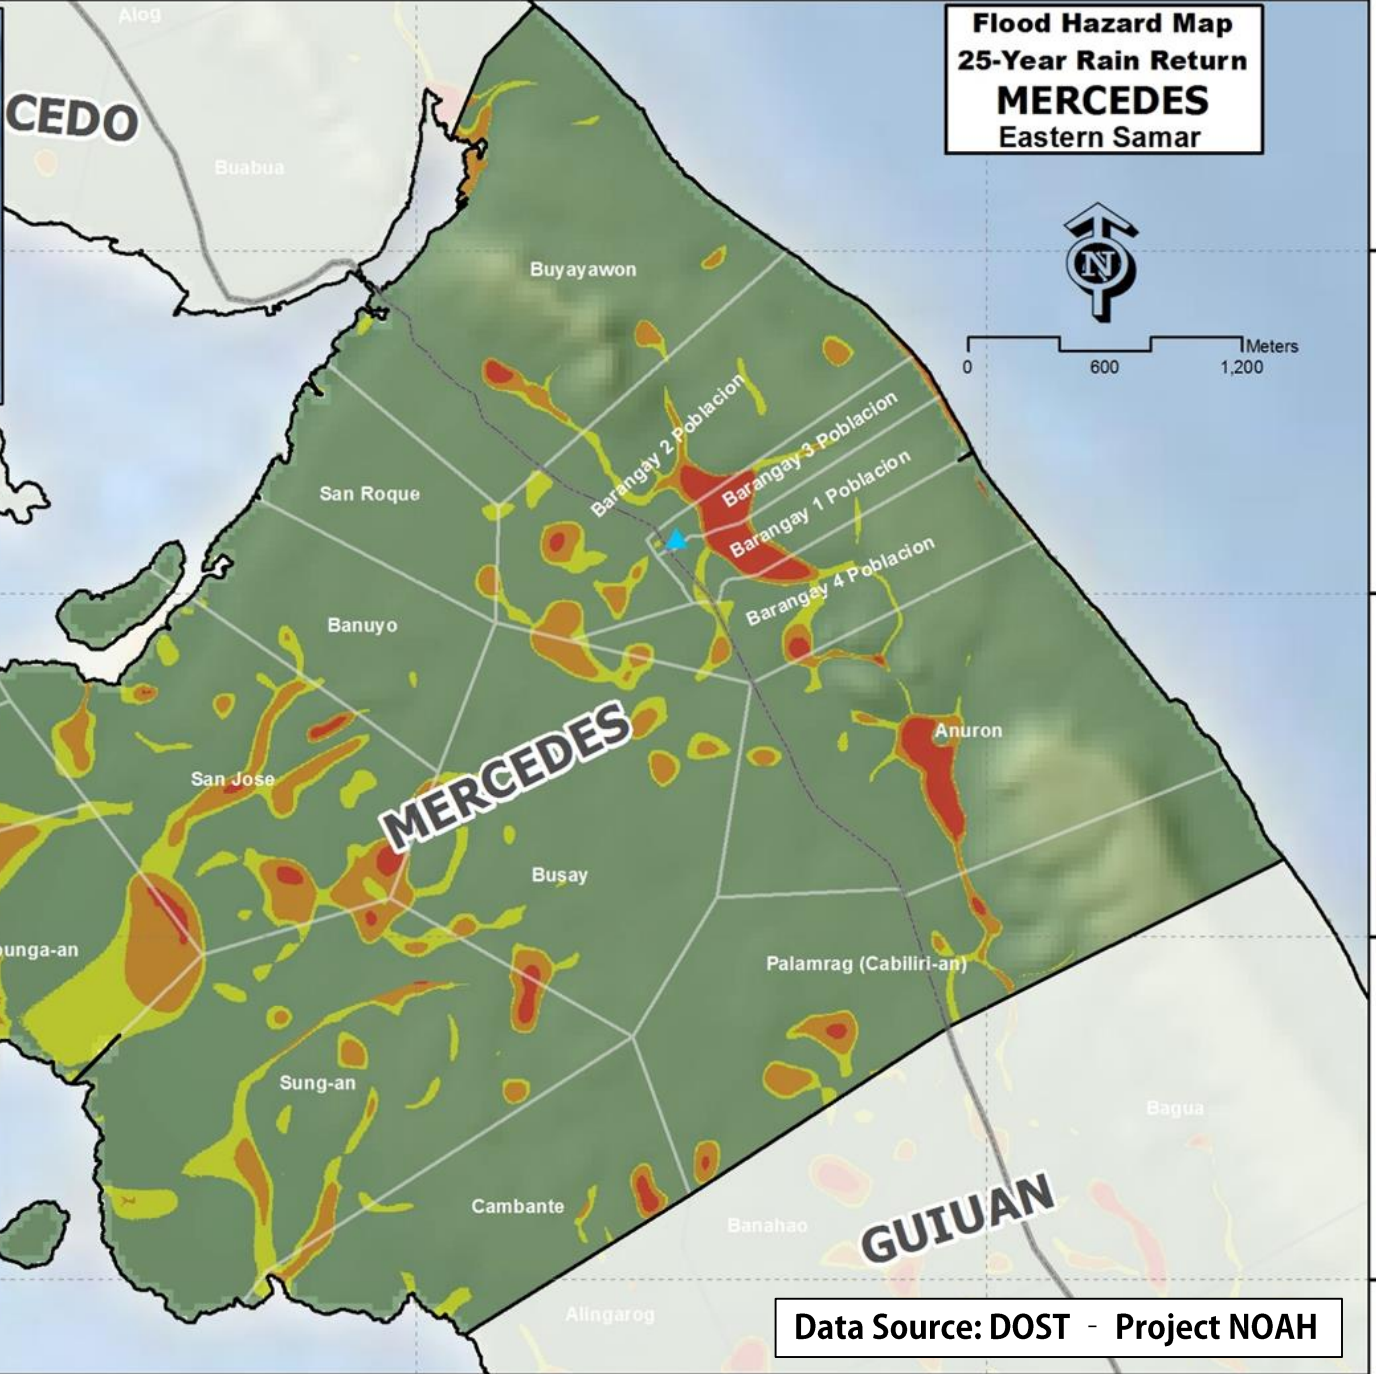 Alog
Flood Hazard Map
25-Year Rain Return
MERCEDES
Eastern Samar
CEDO
Buabua
N
Buyayawon
Meters
0
600
1,200
Barangay 2 Poblacion
Barangay 3 Poblacion
San Roque
Barangay 1 Poblacion
Barangay 4 Poblacion
Banuyo
MERCEDES
Anuron
San Jose
Busay
unga-an
Palamrag (Cabiliri-an)
Sung-an
Bagua
Cambante
Banahao
GUIUAN
Alingarog
Data Source: DOST - Project NOAH